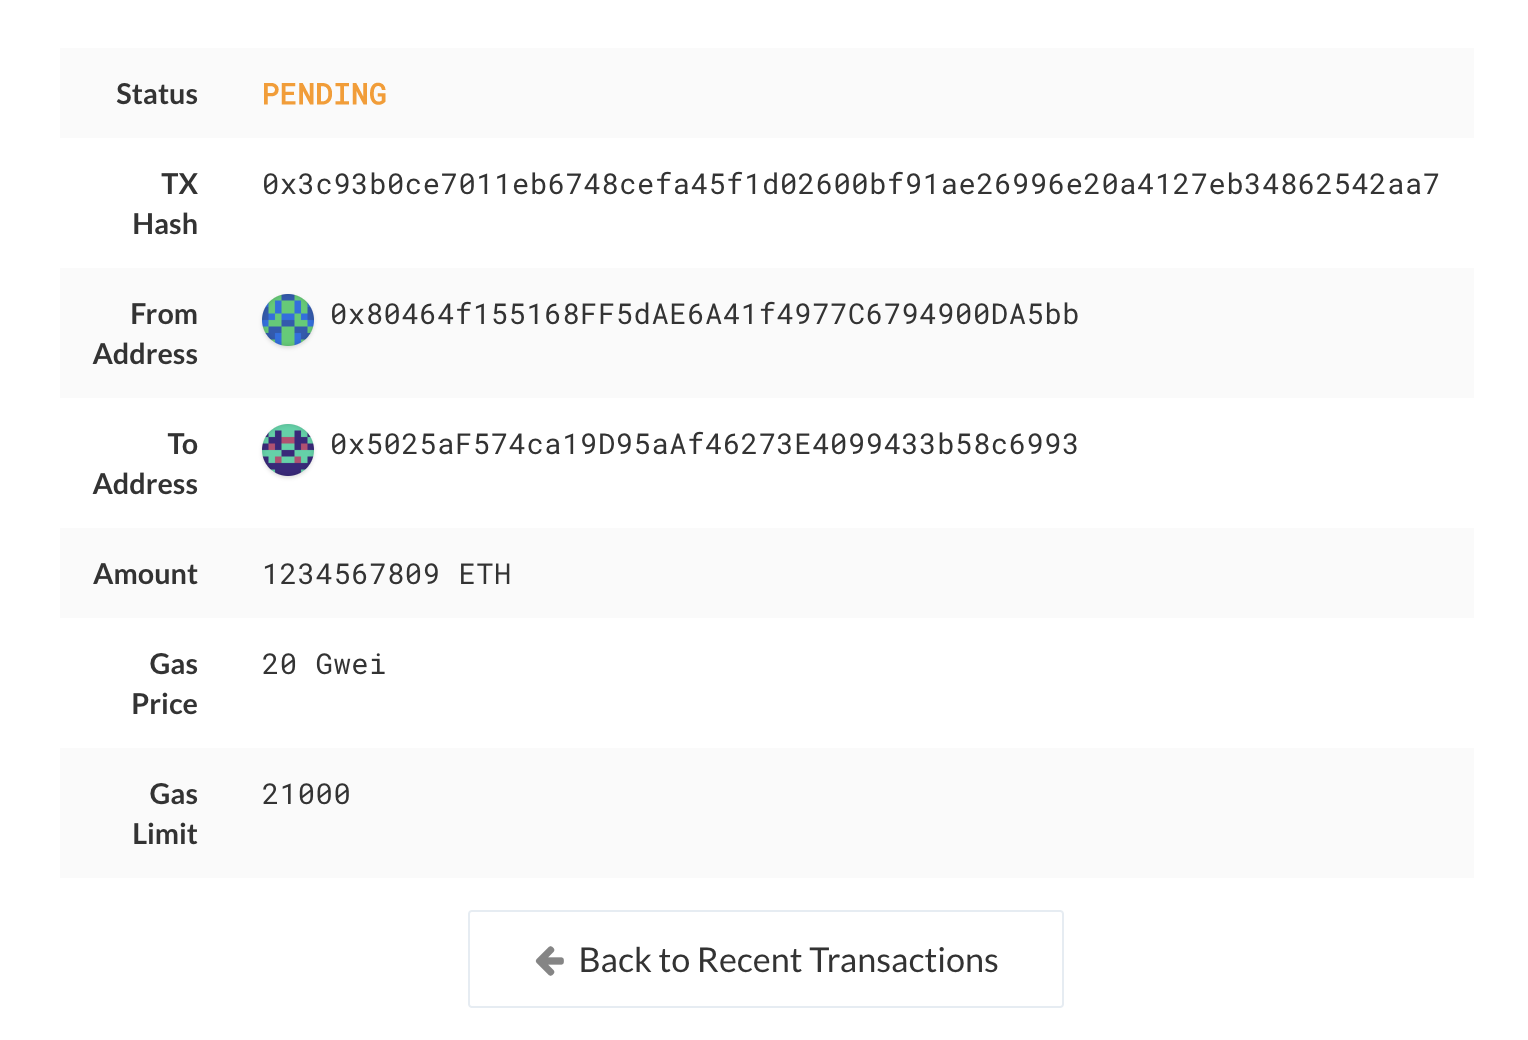 Status PENDING
TX Hash 0x3c93b0ce7011eb6748cefa45f1d02600bf91ae26996e20a4127eb34862542aa7
From Address 0x80464f155168FF5dAE6A41f4977C6794900DA5bb
To Address 0x5025aF574ca19D95aAf46273E4099433b58c6993
Amount 1234567809 ETH
Gas Price 20 Gwei
Gas Limit 21000
Back to Recent Transactions